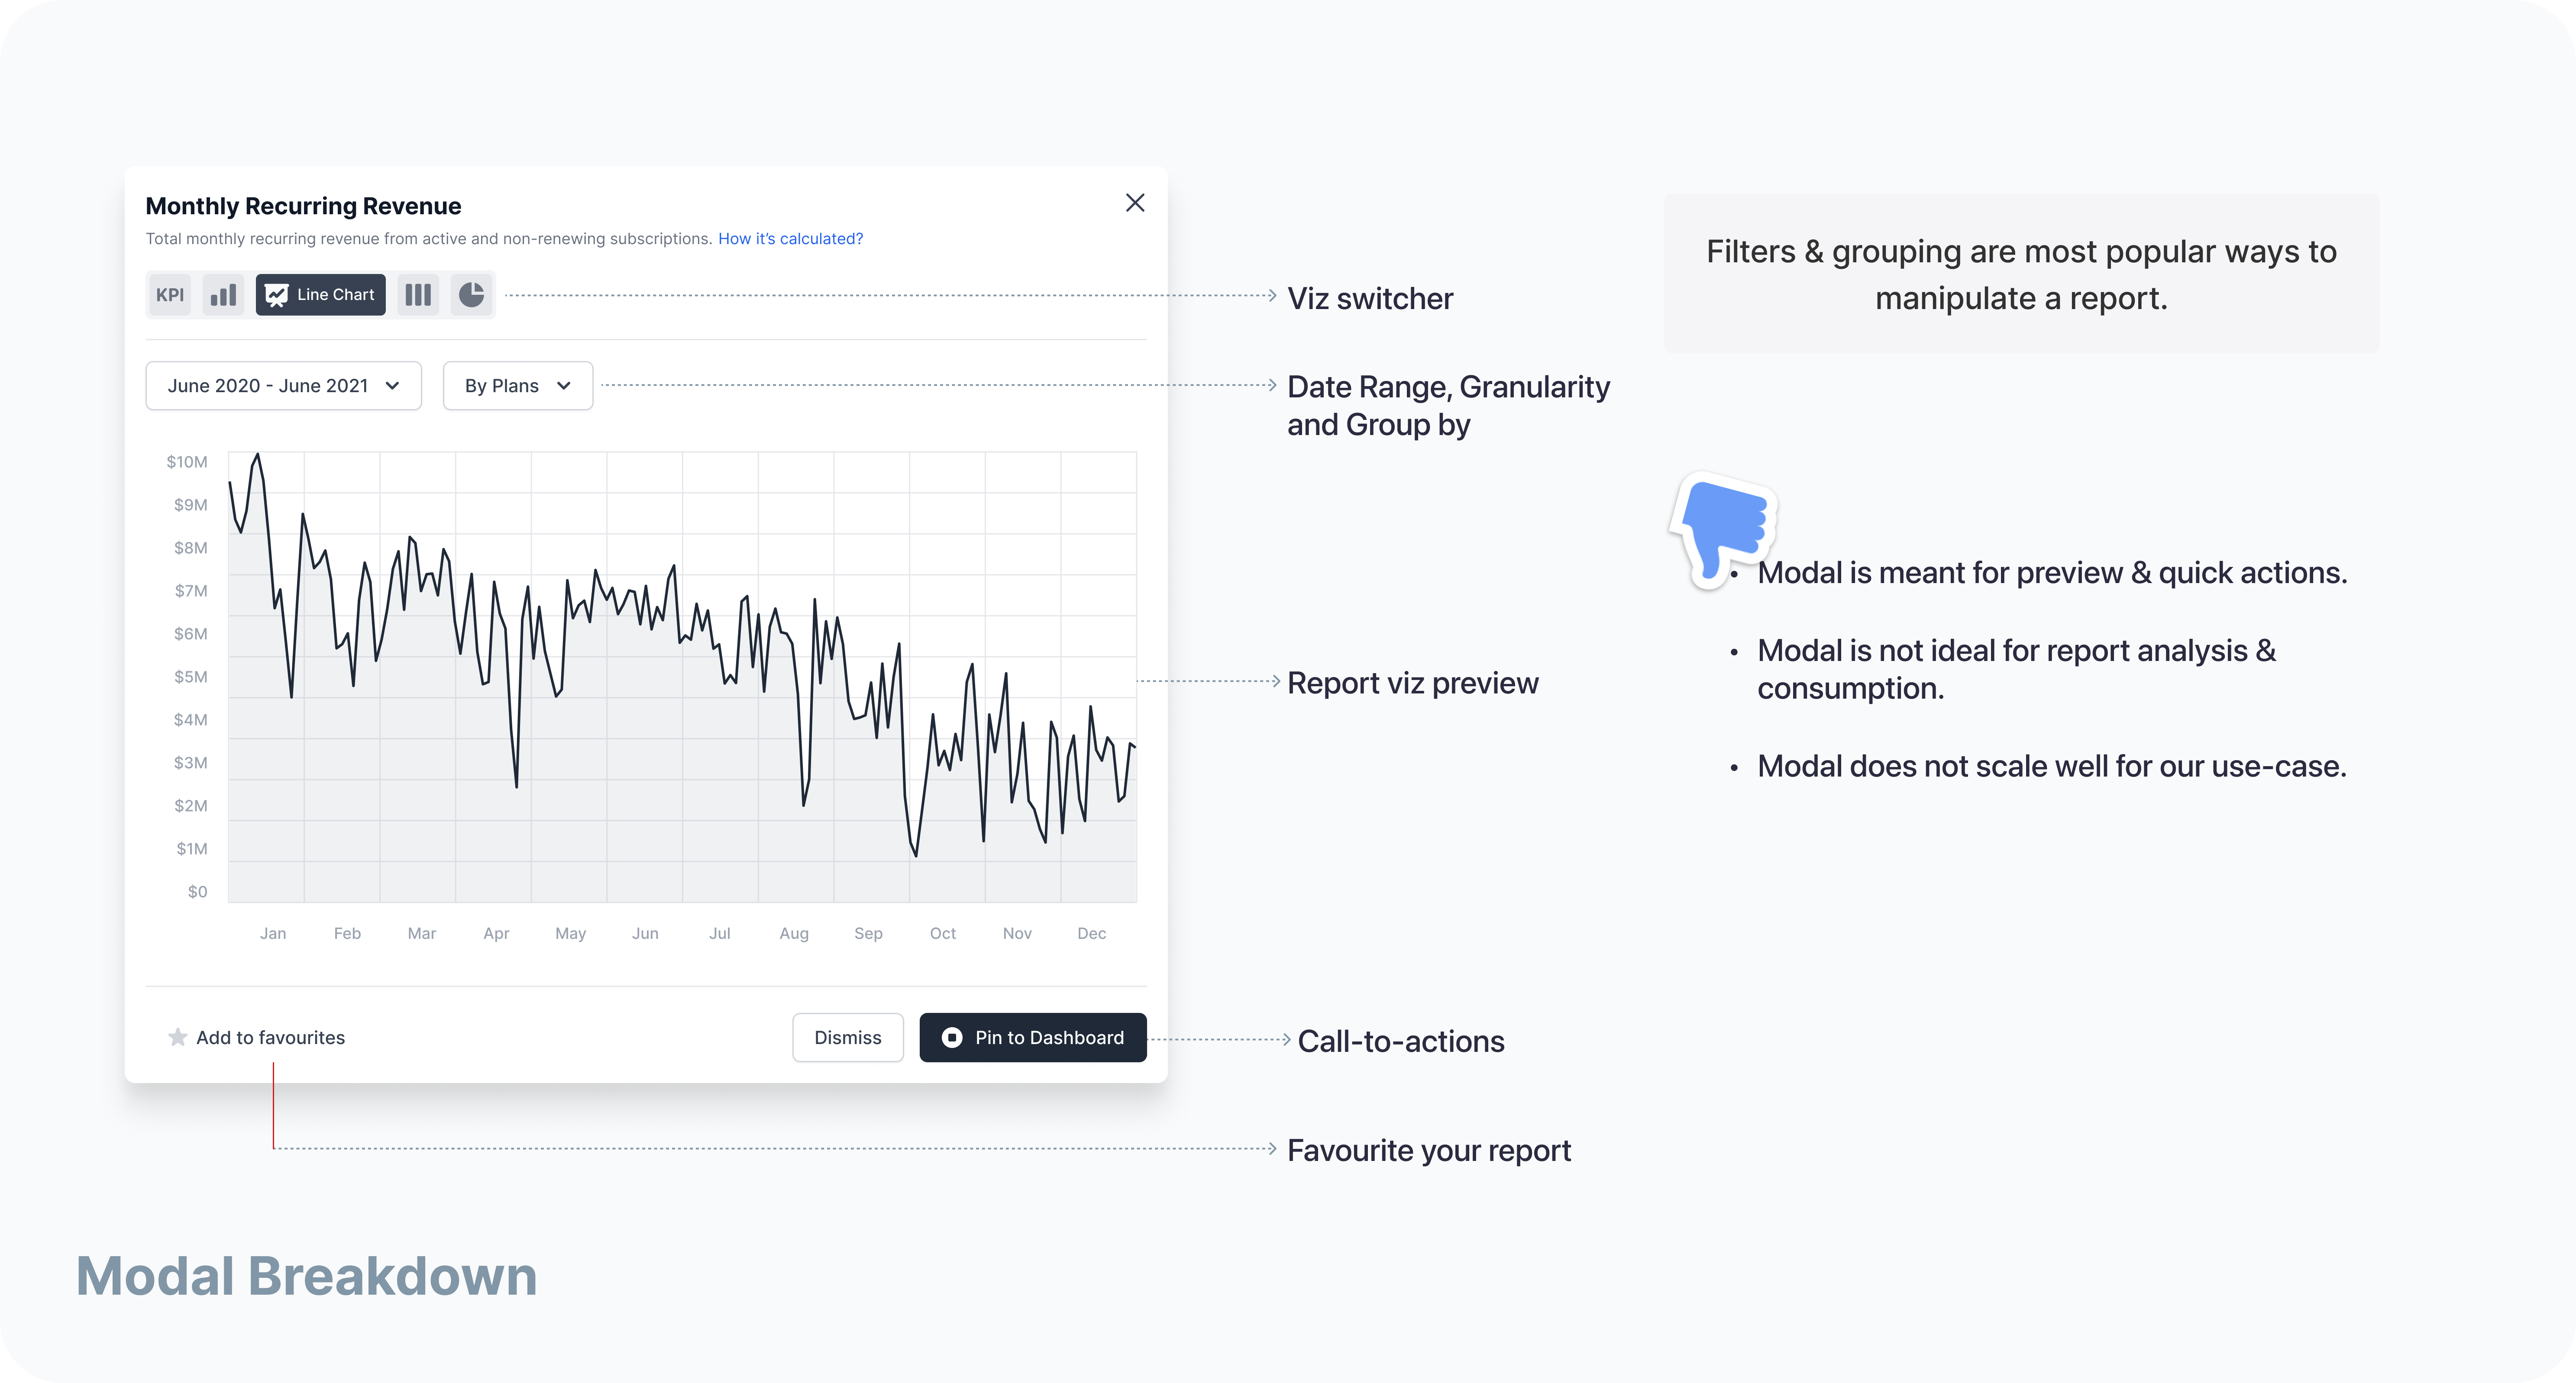 Monthly Recurring Revenue
Total monthly recurring revenue from active and non-renewing subscriptions. How it’s calculated?
KPI
Line Chart
Viz switcher
June 2020 - June 2021
By Plans
Date Range, Granularity
and Group by
$10M
$9M
$8M
$7M
$6M
$5M
$4M
$3M
$2M
$1M
$0
Jan Feb Mar Apr May Jun Jul Aug Sep Oct Nov Dec
Report viz preview
Add to favourites
Dismiss
Pin to Dashboard
Call-to-actions
Favourite your report
Filters & grouping are most popular ways to
manipulate a report.
• Modal is meant for preview & quick actions.
• Modal is not ideal for report analysis &
consumption.
• Modal does not scale well for our use-case.
Modal Breakdown